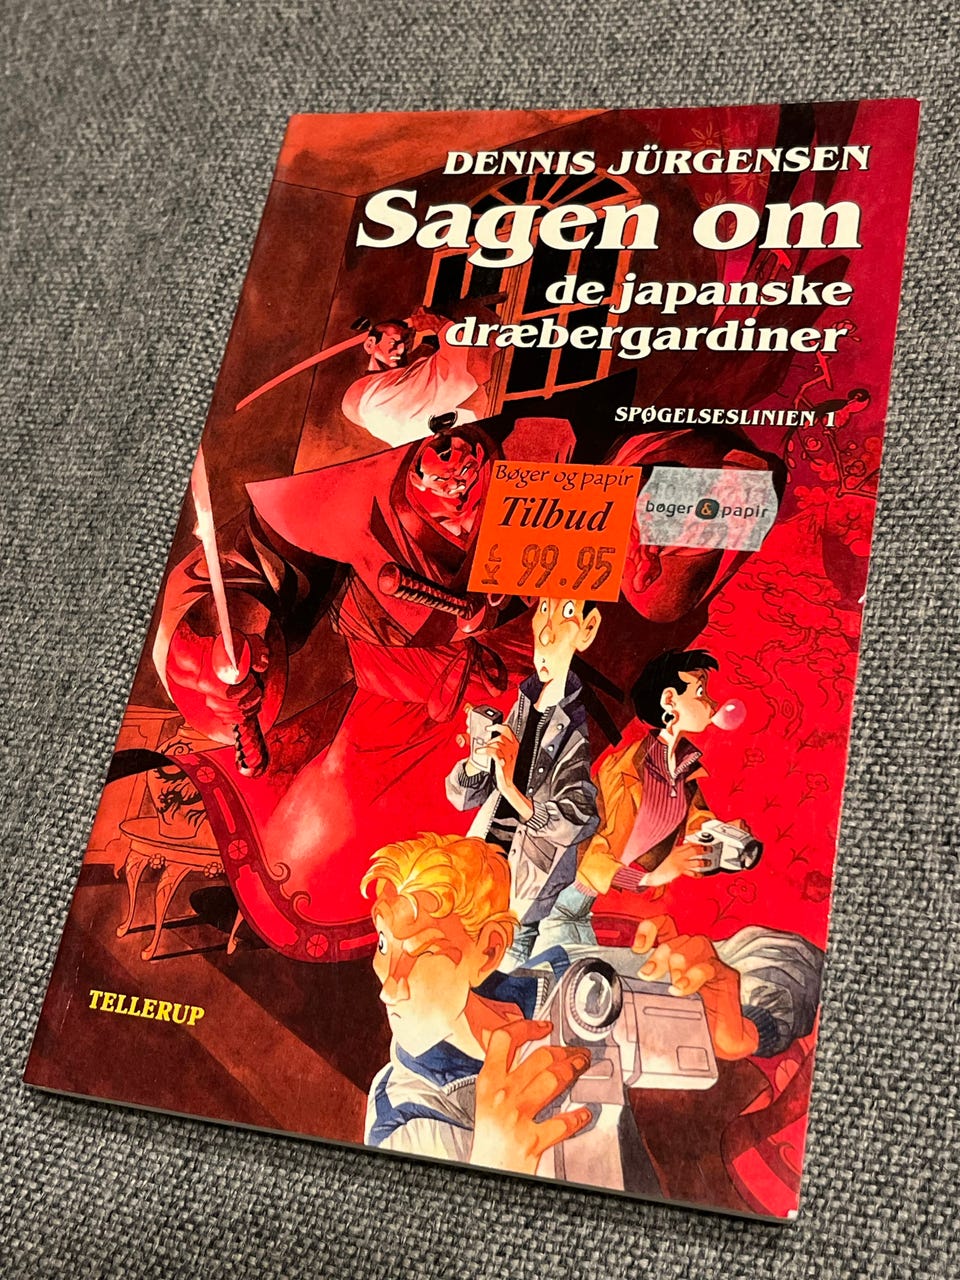 DENNIS JÜRGENSEN
Sagen om
de japanske
dræbergardiner
SPØGELSESLINIEN 1
Bøger og papir
Tilbud
99.95
bøger & papir
TELLERUP